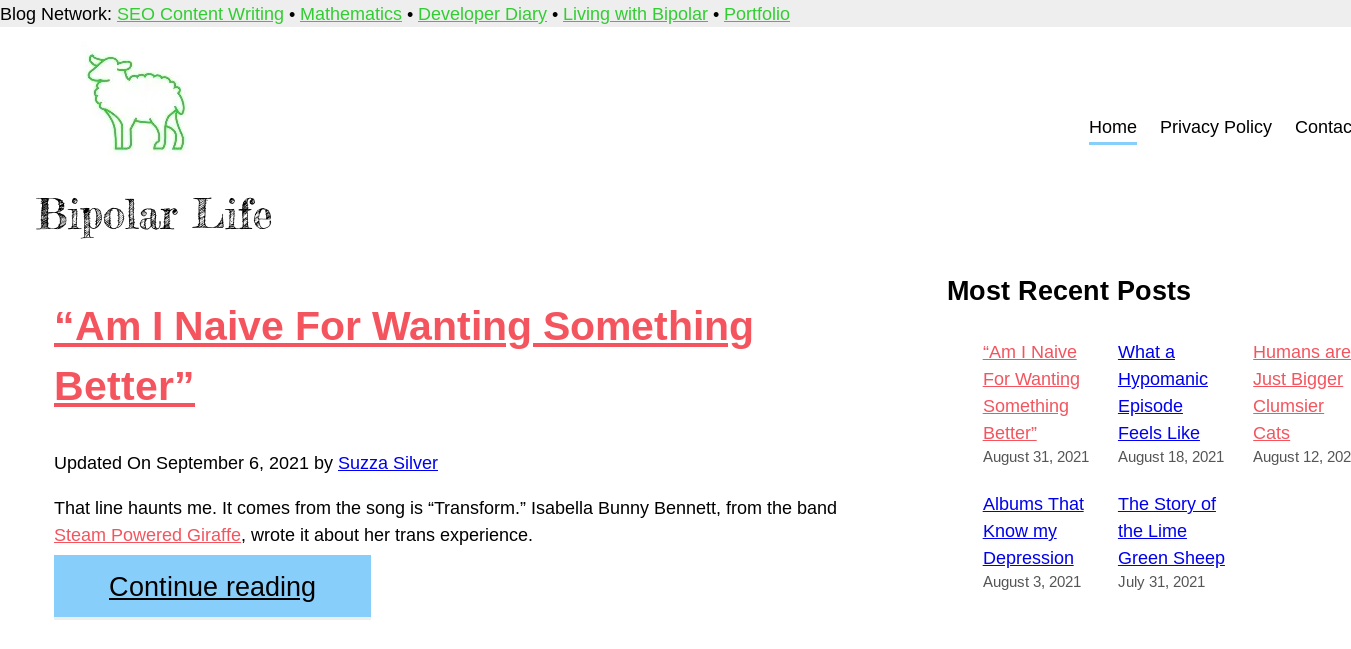 Blog Network: SEO Content Writing • Mathematics • Developer Diary • Living with Bipolar • Portfolio
Home Privacy Policy Contac
Bipolar Life
“Am I Naive For Wanting Something
Better”
Updated On September 6, 2021 by Suzza Silver
That line haunts me. It comes from the song is “Transform.” Isabella Bunny Bennett, from the band
Steam Powered Giraffe, wrote it about her trans experience.
Continue reading
Most Recent Posts
“Am I Naive
For Wanting
Something
Better”
August 31, 2021
What a
Hypomanic
Episode
Feels Like
August 18, 2021
Humans are
Just Bigger
Clumsier
Cats
August 12, 202
Albums That
Know my
Depression
August 3, 2021
The Story of
the Lime
Green Sheep
July 31, 2021